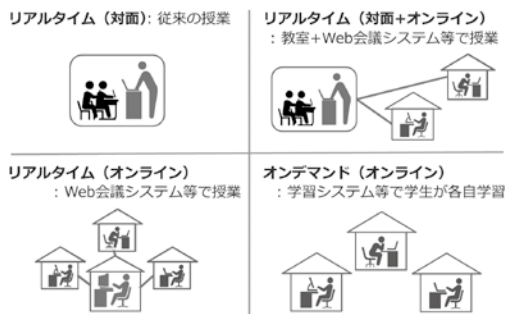 リアルタイム（対面）：従来の授業
リアルタイム（対面+オンライン）
：教室+Web会議システム等で授業
リアルタイム（オンライン）
：Web会議システム等で授業
オンデマンド（オンライン）
：学習システム等で学生が各自学習